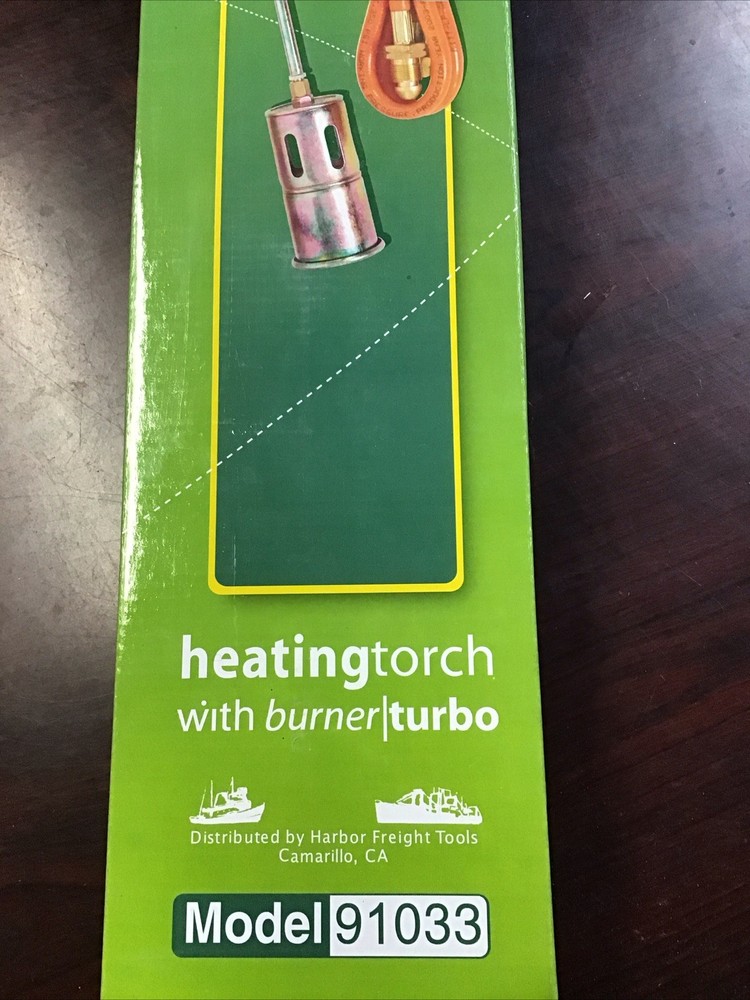 heatingtorch
with burner|turbo
Distributed by Harbor Freight Tools
Camarillo, CA
Model 91033